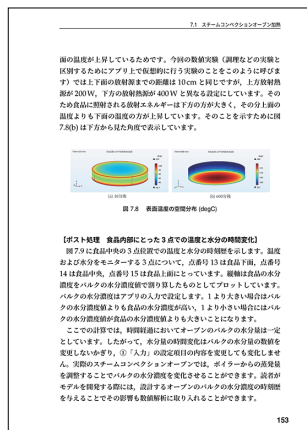 7.1 スチームコンベクションオーブン加熱
面の温度が上昇しているためです。今回の数値実験（調理などの実験と
区別するためにアプリ上で仮想的に行う実験のことをこのように呼びま
す）では上下面の放射源までの距離は10 cmと同じですが，上方放射熱
源が200 W，下方の放射熱源が400 Wと異なる設定にしています。その
ため食品に照射される放射エネルギーは下方の方が大きく，その分上面の
温度よりも下面の温度の方が上昇しています。そのことを示すために図
7.8(b)は下方から見た角度で表示しています。
(a) 30分後
(b) 600分後
図 7.8 表面温度の空間分布 (degC)
【ポスト処理 食品内部にとった3点での温度と水分の時間変化】
図7.9に食品中央の3点位置での温度と水分の時刻歴を示します。温度
および水分をモニターする3点について，点番号13は食品下面，点番号
14は食品中央，点番号15は食品上面にとっています。縦軸は食品の水分
濃度をバルクの水分濃度値で割り算したものとしてプロットしています。
バルクの水分濃度はアプリの入力で設定します。1より大きい場合はバル
クの水分濃度値よりも食品の水分濃度が高い，1より小さい場合にはバル
クの水分濃度値が食品の水分濃度値よりも大きいことになります。
ここでの計算では，時間経過においてオーブンのバルクの水分量は一定
としています。したがって，水分量の時間変化はバルクの水分量の数値を
変更しないかぎり，①「入力」の設定項目の内容を変更しても変化しませ
ん。実際のスチームコンベクションオーブンでは，ボイラーからの蒸発量
を調整することでバルクの水分濃度を変化させることができます。読者が
モデルを開発する際には，設計するオーブンのバルクの水分濃度の時刻歴
を与えることでその影響も数値解析に取り入れることができます。
153